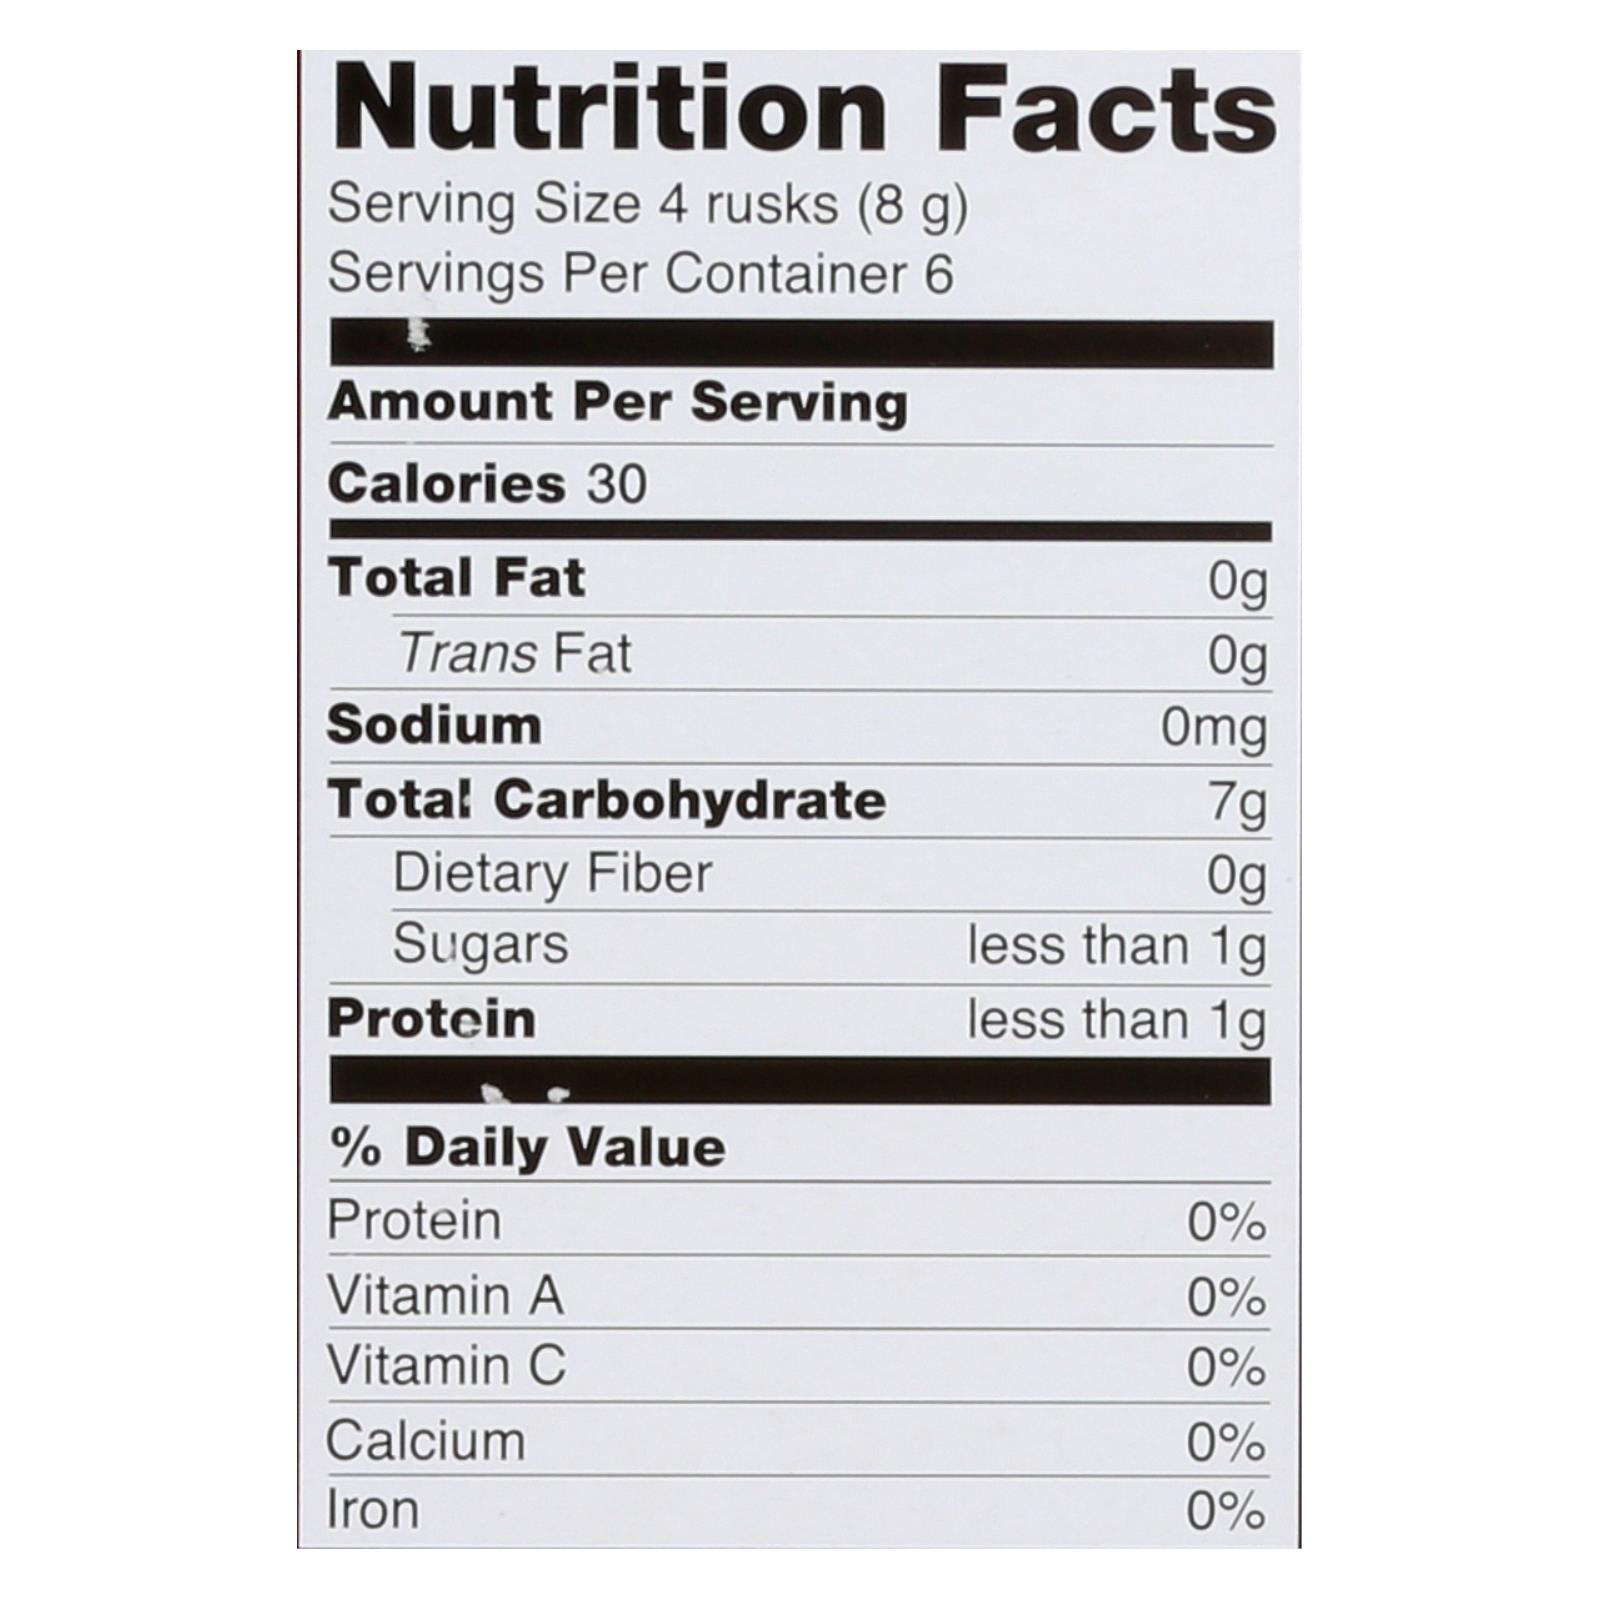 Nutrition Facts
Serving Size 4 rusks (8 g)
Servings Per Container 6
Amount Per Serving
Calories 30
Total Fat 0g
Trans Fat 0g
Sodium 0mg
Total Carbohydrate 7g
Dietary Fiber 0g
Sugars less than 1g
Protein less than 1g
% Daily Value
Protein 0%
Vitamin A 0%
Vitamin C 0%
Calcium 0%
Iron 0%